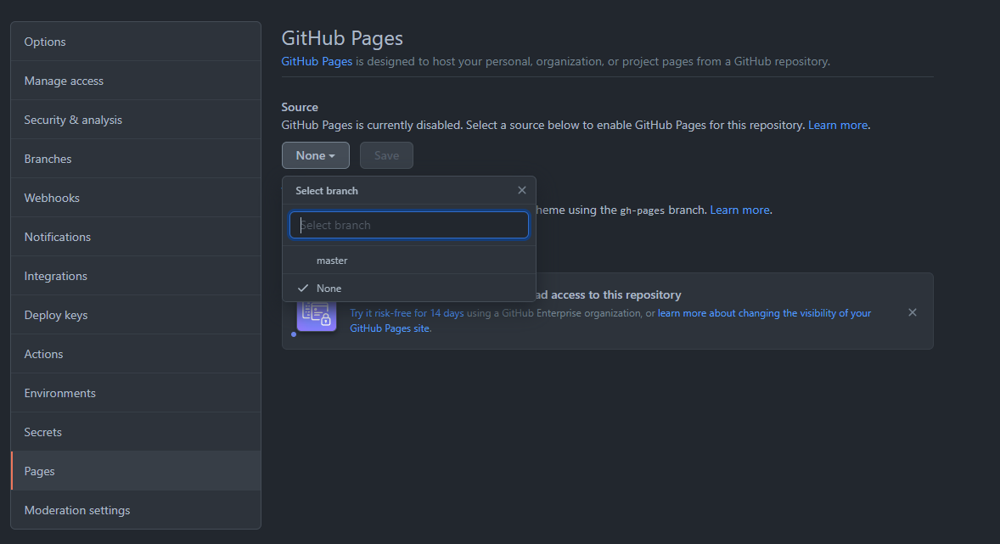 Options
Manage access
Security & analysis
Branches
Webhooks
Notifications
Integrations
Deploy keys
Actions
Environments
Secrets
Pages
Moderation settings
GitHub Pages
GitHub Pages is designed to host your personal, organization, or project pages from a GitHub repository.
Source
GitHub Pages is currently disabled. Select a source below to enable GitHub Pages for this repository. Learn more.
None
Save
Select branch
Select branch
master
None
heme using the gh-pages branch. Learn more.
ad access to this repository
Try it risk-free for 14 days using a GitHub Enterprise organization, or learn more about changing the visibility of your
GitHub Pages site.